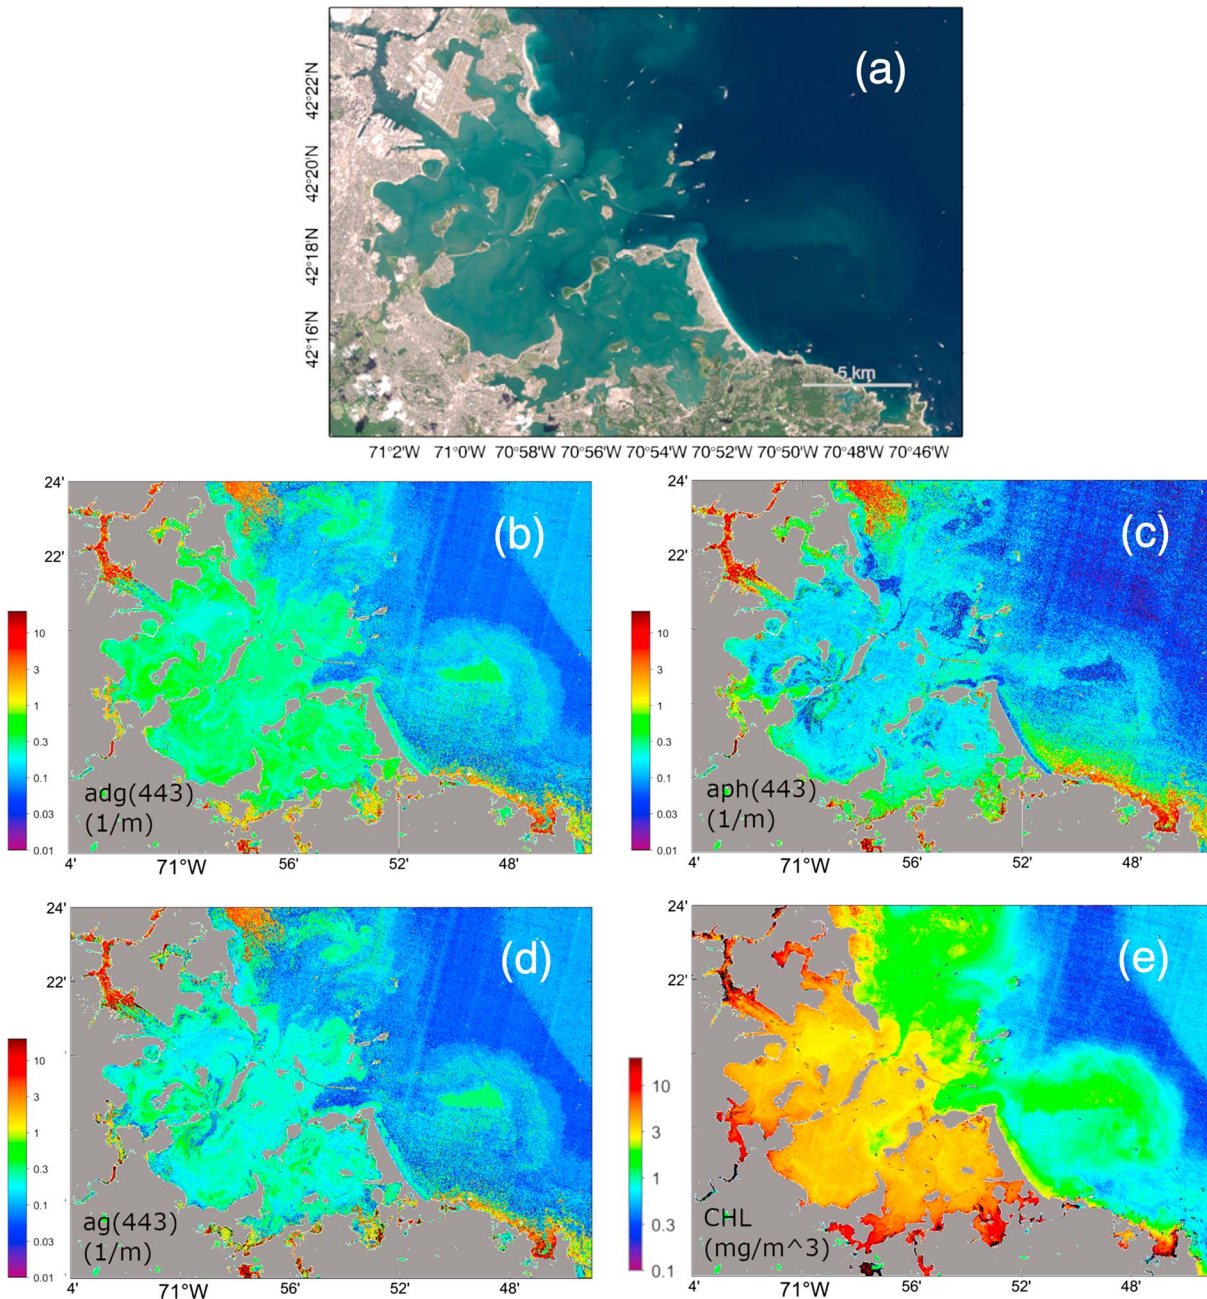 (a)
42°22'N
42°20'N
42°18'N
42°16'N
5 km
71°2'W 71°0'W 70°58'W 70°56'W 70°54'W 70°52'W 70°50'W 70°48'W 70°46'W
24'
22'
(b)
10
3
1
0.3
0.1
0.03
0.01
adg(443)
(1/m)
4'
71°W
56'
52'
48'
24'
22'
(c)
10
3
1
0.3
0.1
0.03
0.01
aph(443)
(1/m)
4'
71°W
56'
52'
48'
24'
22'
(d)
10
3
1
0.3
0.1
0.03
0.01
ag(443)
(1/m)
4'
71°W
56'
52'
48'
24'
22'
(e)
10
3
1
0.3
0.1
CHL
(mg/m^3)
4'
71°W
56'
52'
48'